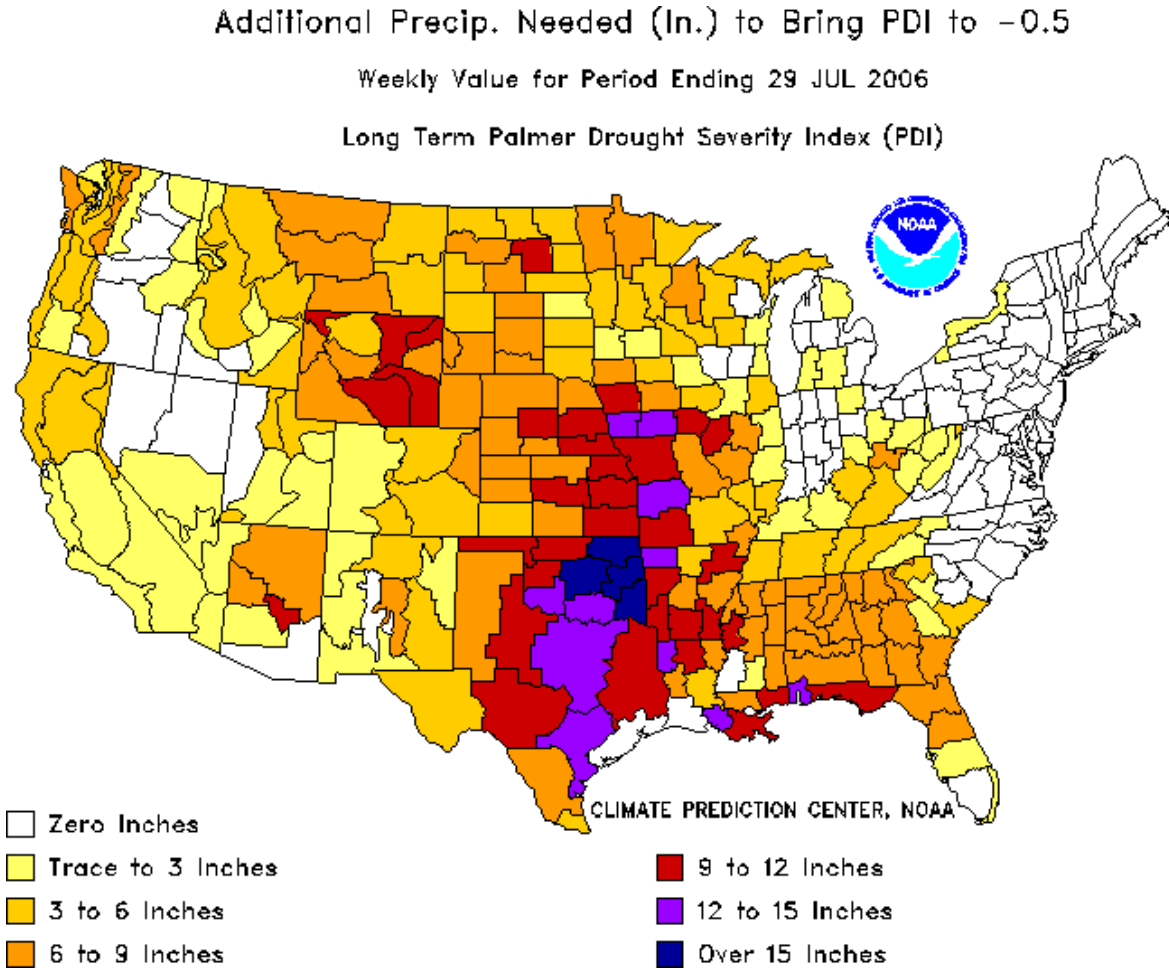 Additional Precip. Needed (In.) to Bring PDI to -0.5
Weekly Value for Period Ending 29 JUL 2006
Long Term Palmer Drought Severity Index (PDI)
NOAA
CLIMATE PREDICTION CENTER, NOAA
Zero Inches
Trace to 3 Inches
3 to 6 Inches
6 to 9 Inches
9 to 12 Inches
12 to 15 Inches
Over 15 Inches